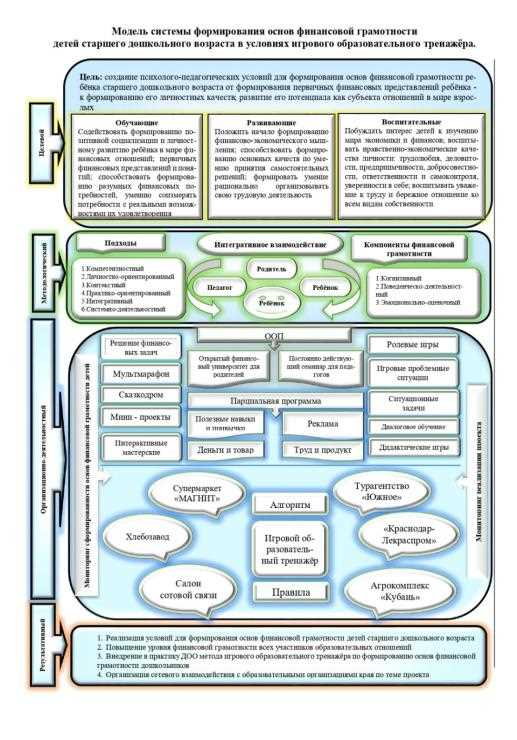 Модель системы формирования основ финансовой грамотности
детей старшего дошкольного возраста в условиях игрового образовательного тренажёра.
Целевой
Цель: создание психолого-педагогических условий для формирования основ финансовой грамотности ре-
бёнка старшего дошкольного возраста от формирования первичных финансовых представлений ребёнка -
к формированию его личностных качеств, развитие его потенциала как субъекта отношений в мире взрос-
лых
Обучающие
Содействовать формированию по-
зитивной социализации и личност-
ному развитию ребёнка в мире фи-
нансовых отношений; первичных
финансовых представлений и поня-
тий; способствовать формирова-
нию разумных финансовых по-
требностей, умению соизмерять
потребности с реальными возмож-
ностями их удовлетворения
Развивающие
Положить начало формированию
финансово-экономического мыш-
ления; способствовать формиро-
ванию основных качеств по уме-
нию принятия самостоятельных
решений; формировать умения
рационально организовывать
свою трудовую деятельность
Воспитательные
Побуждать интерес детей к изучению
мира экономики и финансов; воспиты-
вать нравственно-экономические каче-
ства личности: трудолюбия, деловито-
сти, предприимчивости, добросовестно-
сти, ответственности и самоконтроля,
уверенности в себе; воспитывать уваже-
ние к труду и бережное отношение ко
всем видам собственности
Методологический
Подходы
1.Компетентностный
2.Личностно-ориентированный
3.Контекстный
4.Практико-ориентированный
5.Интегративный
6.Системно-деятельностный
Интегративное взаимодействие
Родитель
Педагог
Ребёнок
Ребёнок
Компоненты финансовой
грамотности
1.Когнитивный
2.Поведенческо-деятельност-
ный
3.Эмоционально-оценочный
Организационно-деятельностный
Мониторинг сформированности основ финансовой грамотности детей
Решение финансо-
вых задач
Мультмарафон
Сказкодром
Мини - проекты
Интерактивные
мастерские
ООП
Открытый финансо-
вый университет для
родителей
Постоянно действую-
щий семинар для педа-
гогов
Парциальная программа
Полезные навыки
и привычки
Реклама
Деньги и товар
Труд и продукт
Ролевые игры
Игровые проблемные
ситуации
Ситуационные
задачи
Диалоговое обучение
Дидактические игры
Мониторинг реализации проекта
Супермаркет
«МАГНИТ»
Хлебозавод
Салон
сотовой связи
Алгоритм
Игровой об-
разователь-
ный тренажёр
Правила
Турагентство
«Южное»
«Краснодар-
Лекраспром»
Агрокомплекс
«Кубань»
Результативный
1. Реализация условий для формирования основ финансовой грамотности детей старшего дошкольного возраста
2. Повышение уровня финансовой грамотности всех участников образовательных отношений
3. Внедрение в практику ДОО метода игрового образовательного тренажёра по формированию основ финансовой
грамотности дошкольников
4. Организация сетевого взаимодействия с образовательными организациями края по теме проекта